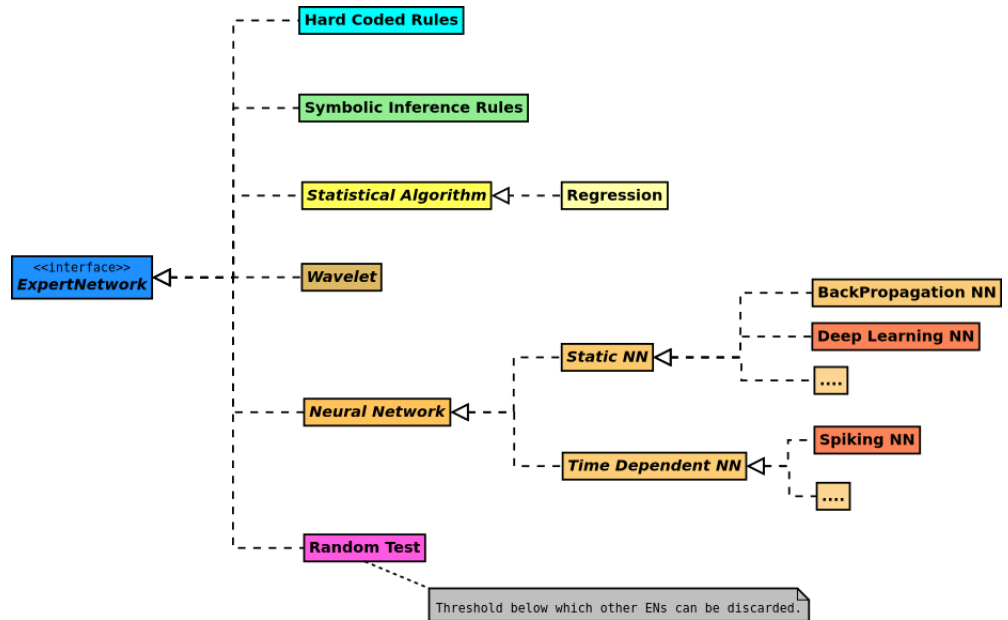 Hard Coded Rules
Symbolic Inference Rules
Statistical Algorithm
Regression
<<interface>>
ExpertNetwork
Wavelet
BackPropagation NN
Deep Learning NN
Static NN
....
Neural Network
Spiking NN
Time Dependent NN
....
Random Test
Threshold below which other ENs can be discarded.